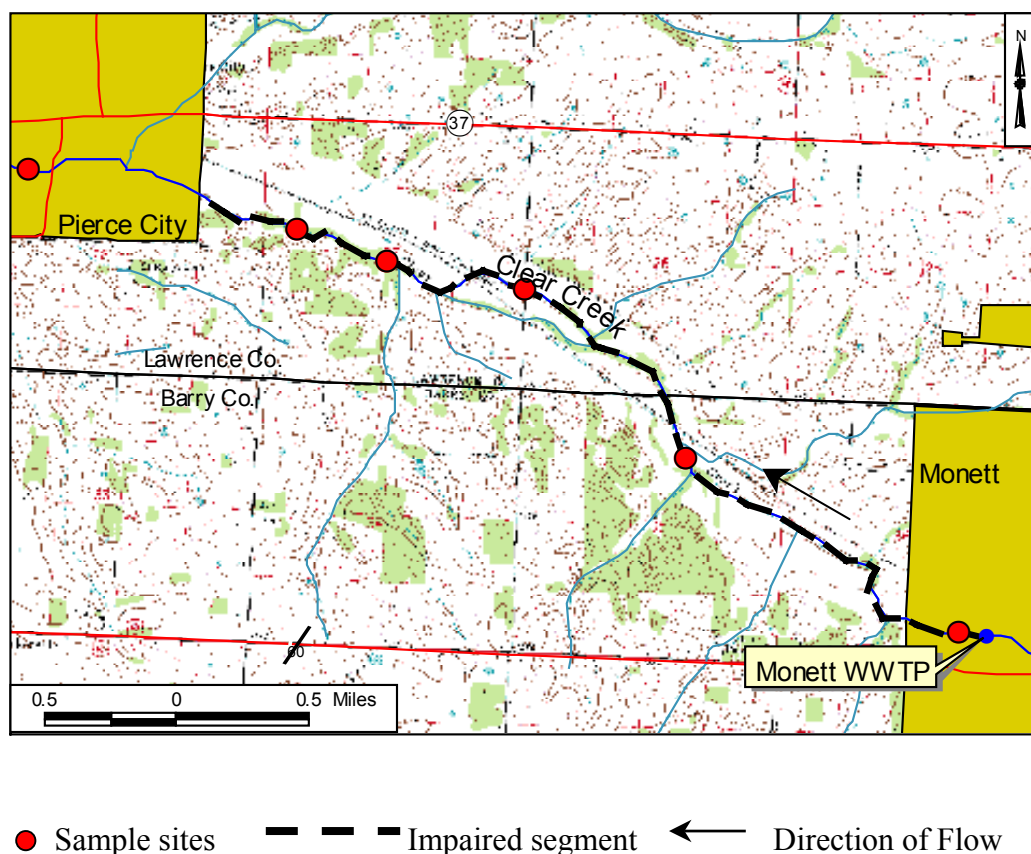 N
37
Pierce City
Clear Creek
Lawrence Co.
Barry Co.
Monett
60
Monett WWTP
0.5 0 0.5 Miles
Sample sites Impaired segment Direction of Flow